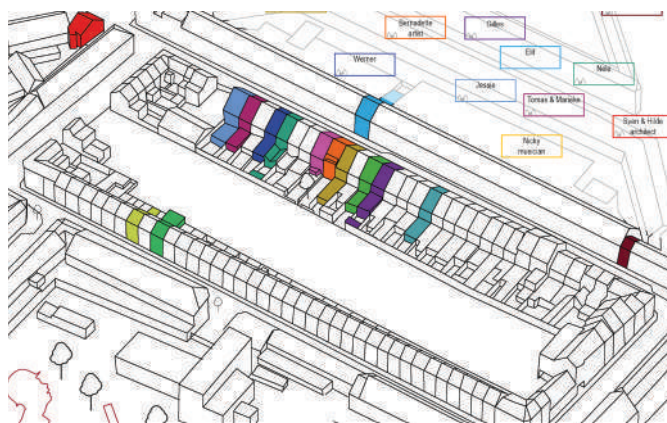 Bernadette
artist
Gilles
Elif
Werner
Nele
Jessie
Tomas & Marieke
Nicky
musician
Sven & Hilde
architect